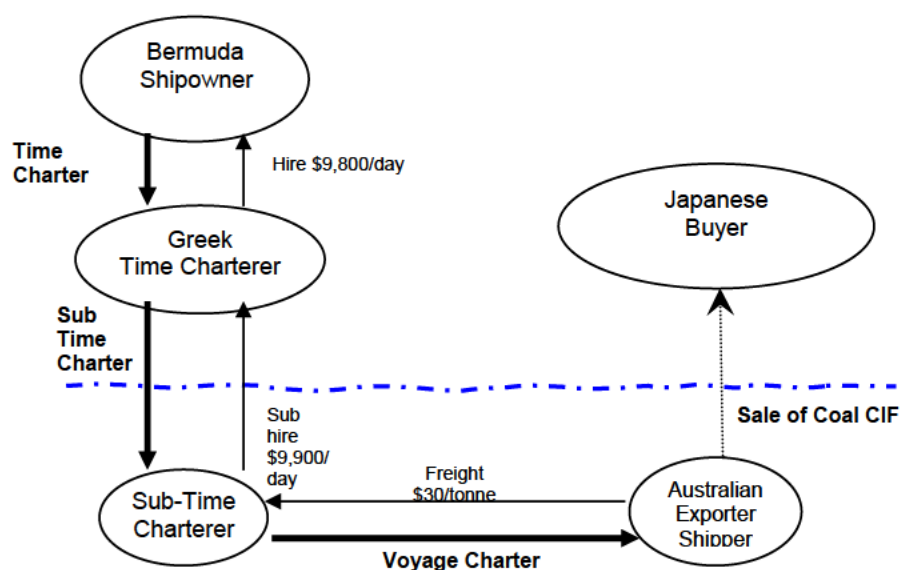 Bermuda
Shipowner
Time
Charter
Hire $9,800/day
Japanese
Buyer
Greek
Time Charterer
Sub
Time
Charter
Sale of Coal CIF
Sub
hire
$9,900/
day
Freight
$30/tonne
Sub-Time
Charterer
Australian
Exporter
Shipper
Voyage Charter